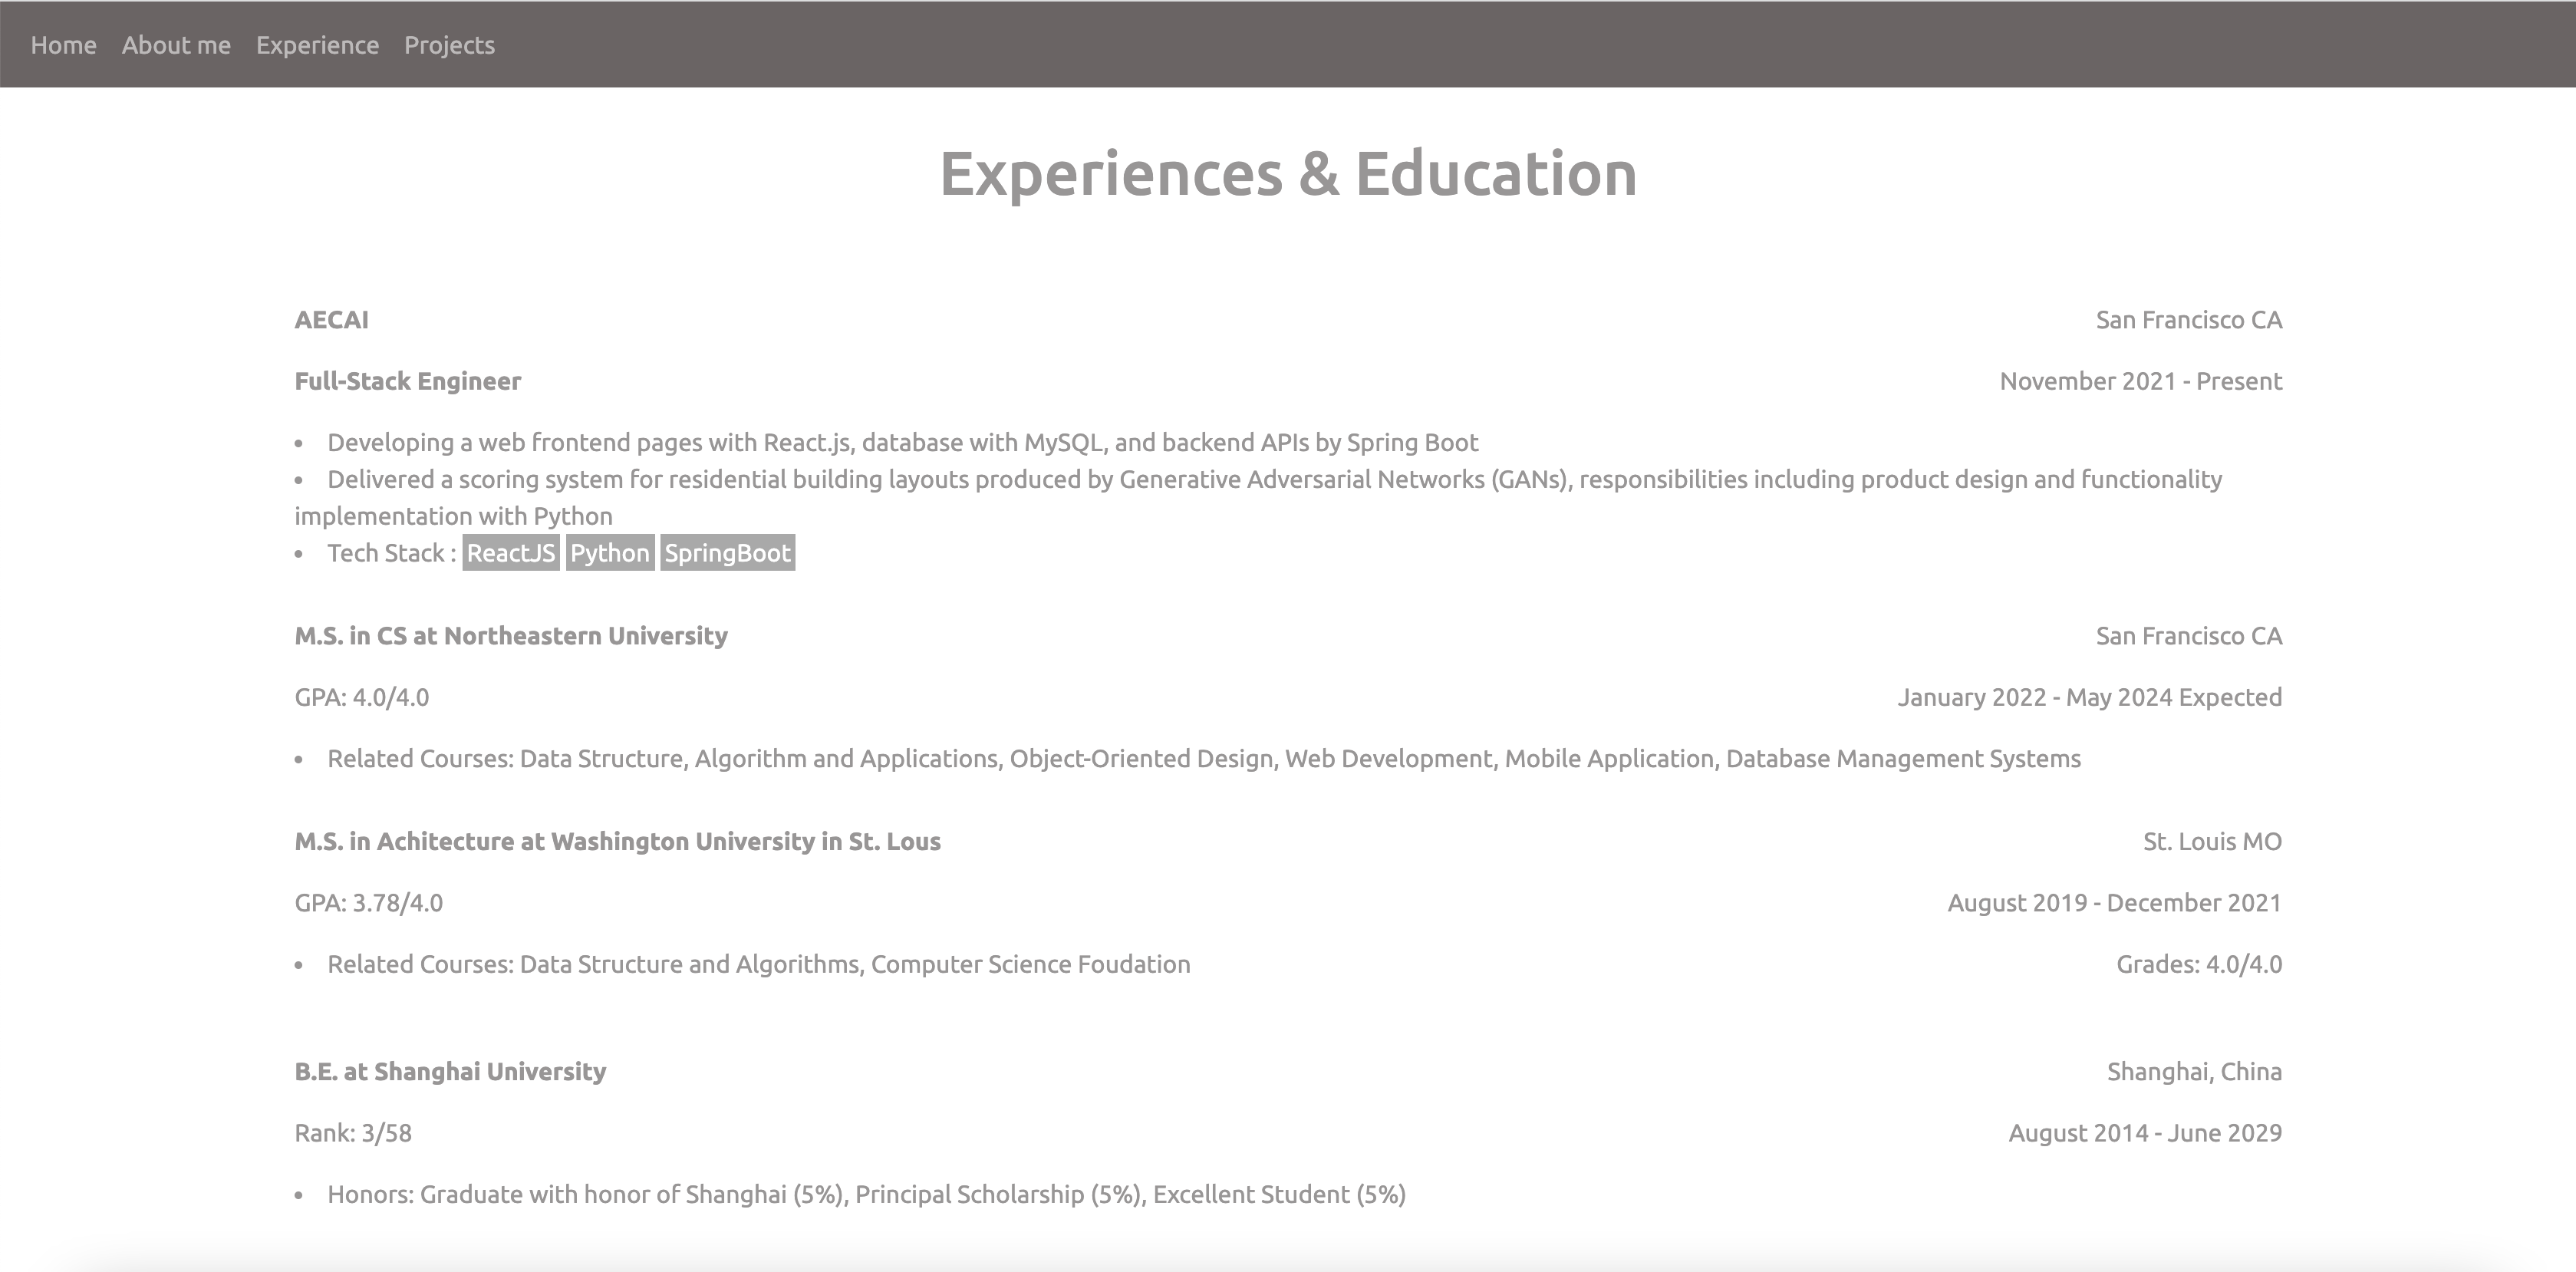 Home About me Experience Projects
Experiences & Education
AECAI San Francisco CA
Full-Stack Engineer November 2021 - Present
• Developing a web frontend pages with React.js, database with MySQL, and backend APIs by Spring Boot
• Delivered a scoring system for residential building layouts produced by Generative Adversarial Networks (GANs), responsibilities including product design and functionality
implementation with Python
• Tech Stack : ReactJS Python SpringBoot
M.S. in CS at Northeastern University San Francisco CA
GPA: 4.0/4.0 January 2022 - May 2024 Expected
• Related Courses: Data Structure, Algorithm and Applications, Object-Oriented Design, Web Development, Mobile Application, Database Management Systems
M.S. in Achitecture at Washington University in St. Lous St. Louis MO
GPA: 3.78/4.0 August 2019 - December 2021
• Related Courses: Data Structure and Algorithms, Computer Science Foudation Grades: 4.0/4.0
B.E. at Shanghai University Shanghai, China
Rank: 3/58 August 2014 - June 2029
• Honors: Graduate with honor of Shanghai (5%), Principal Scholarship (5%), Excellent Student (5%)